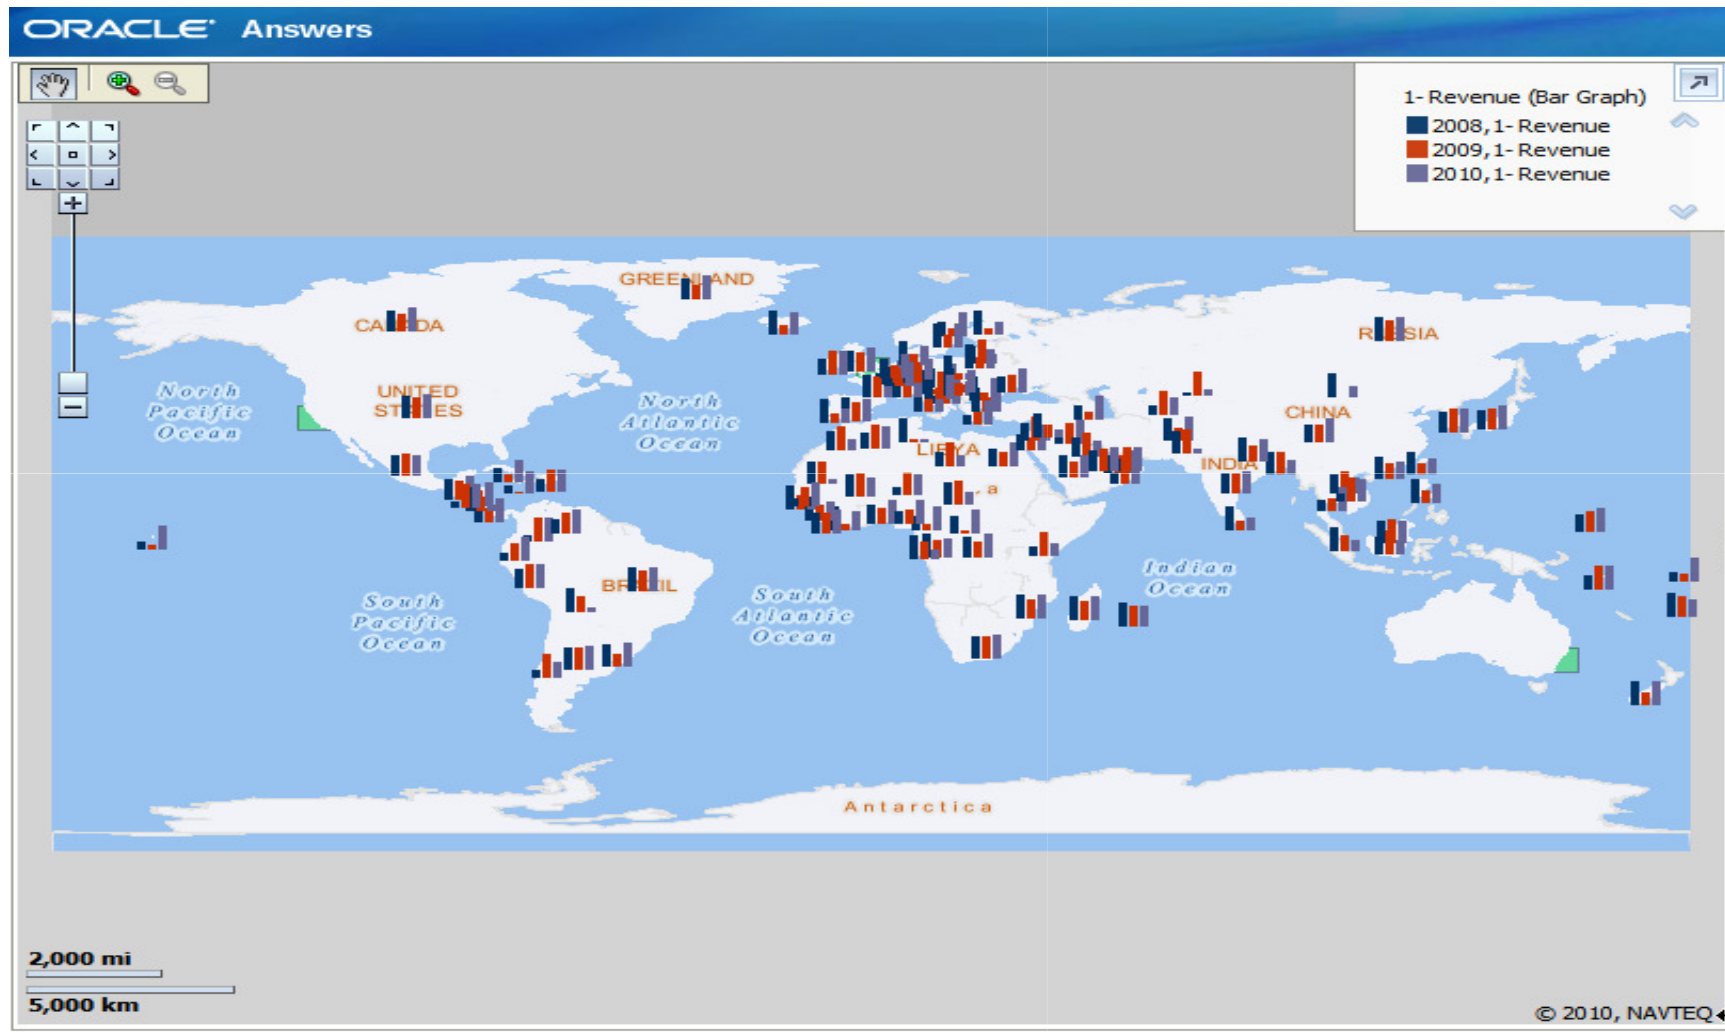 ORACLE Answers
1- Revenue (Bar Graph)
2008, 1- Revenue
2009, 1- Revenue
2010, 1- Revenue
GREENLAND
CANADA
RUSSIA
North
Pacific
Ocean
UNITED
STATES
North
Atlantic
Ocean
CHINA
LIBYA
INDIA
a
BRAZIL
South
Pacific
Ocean
South
Atlantic
Ocean
Indian
Ocean
Antarctica
2,000 mi
5,000 km
© 2010, NAVTEQ